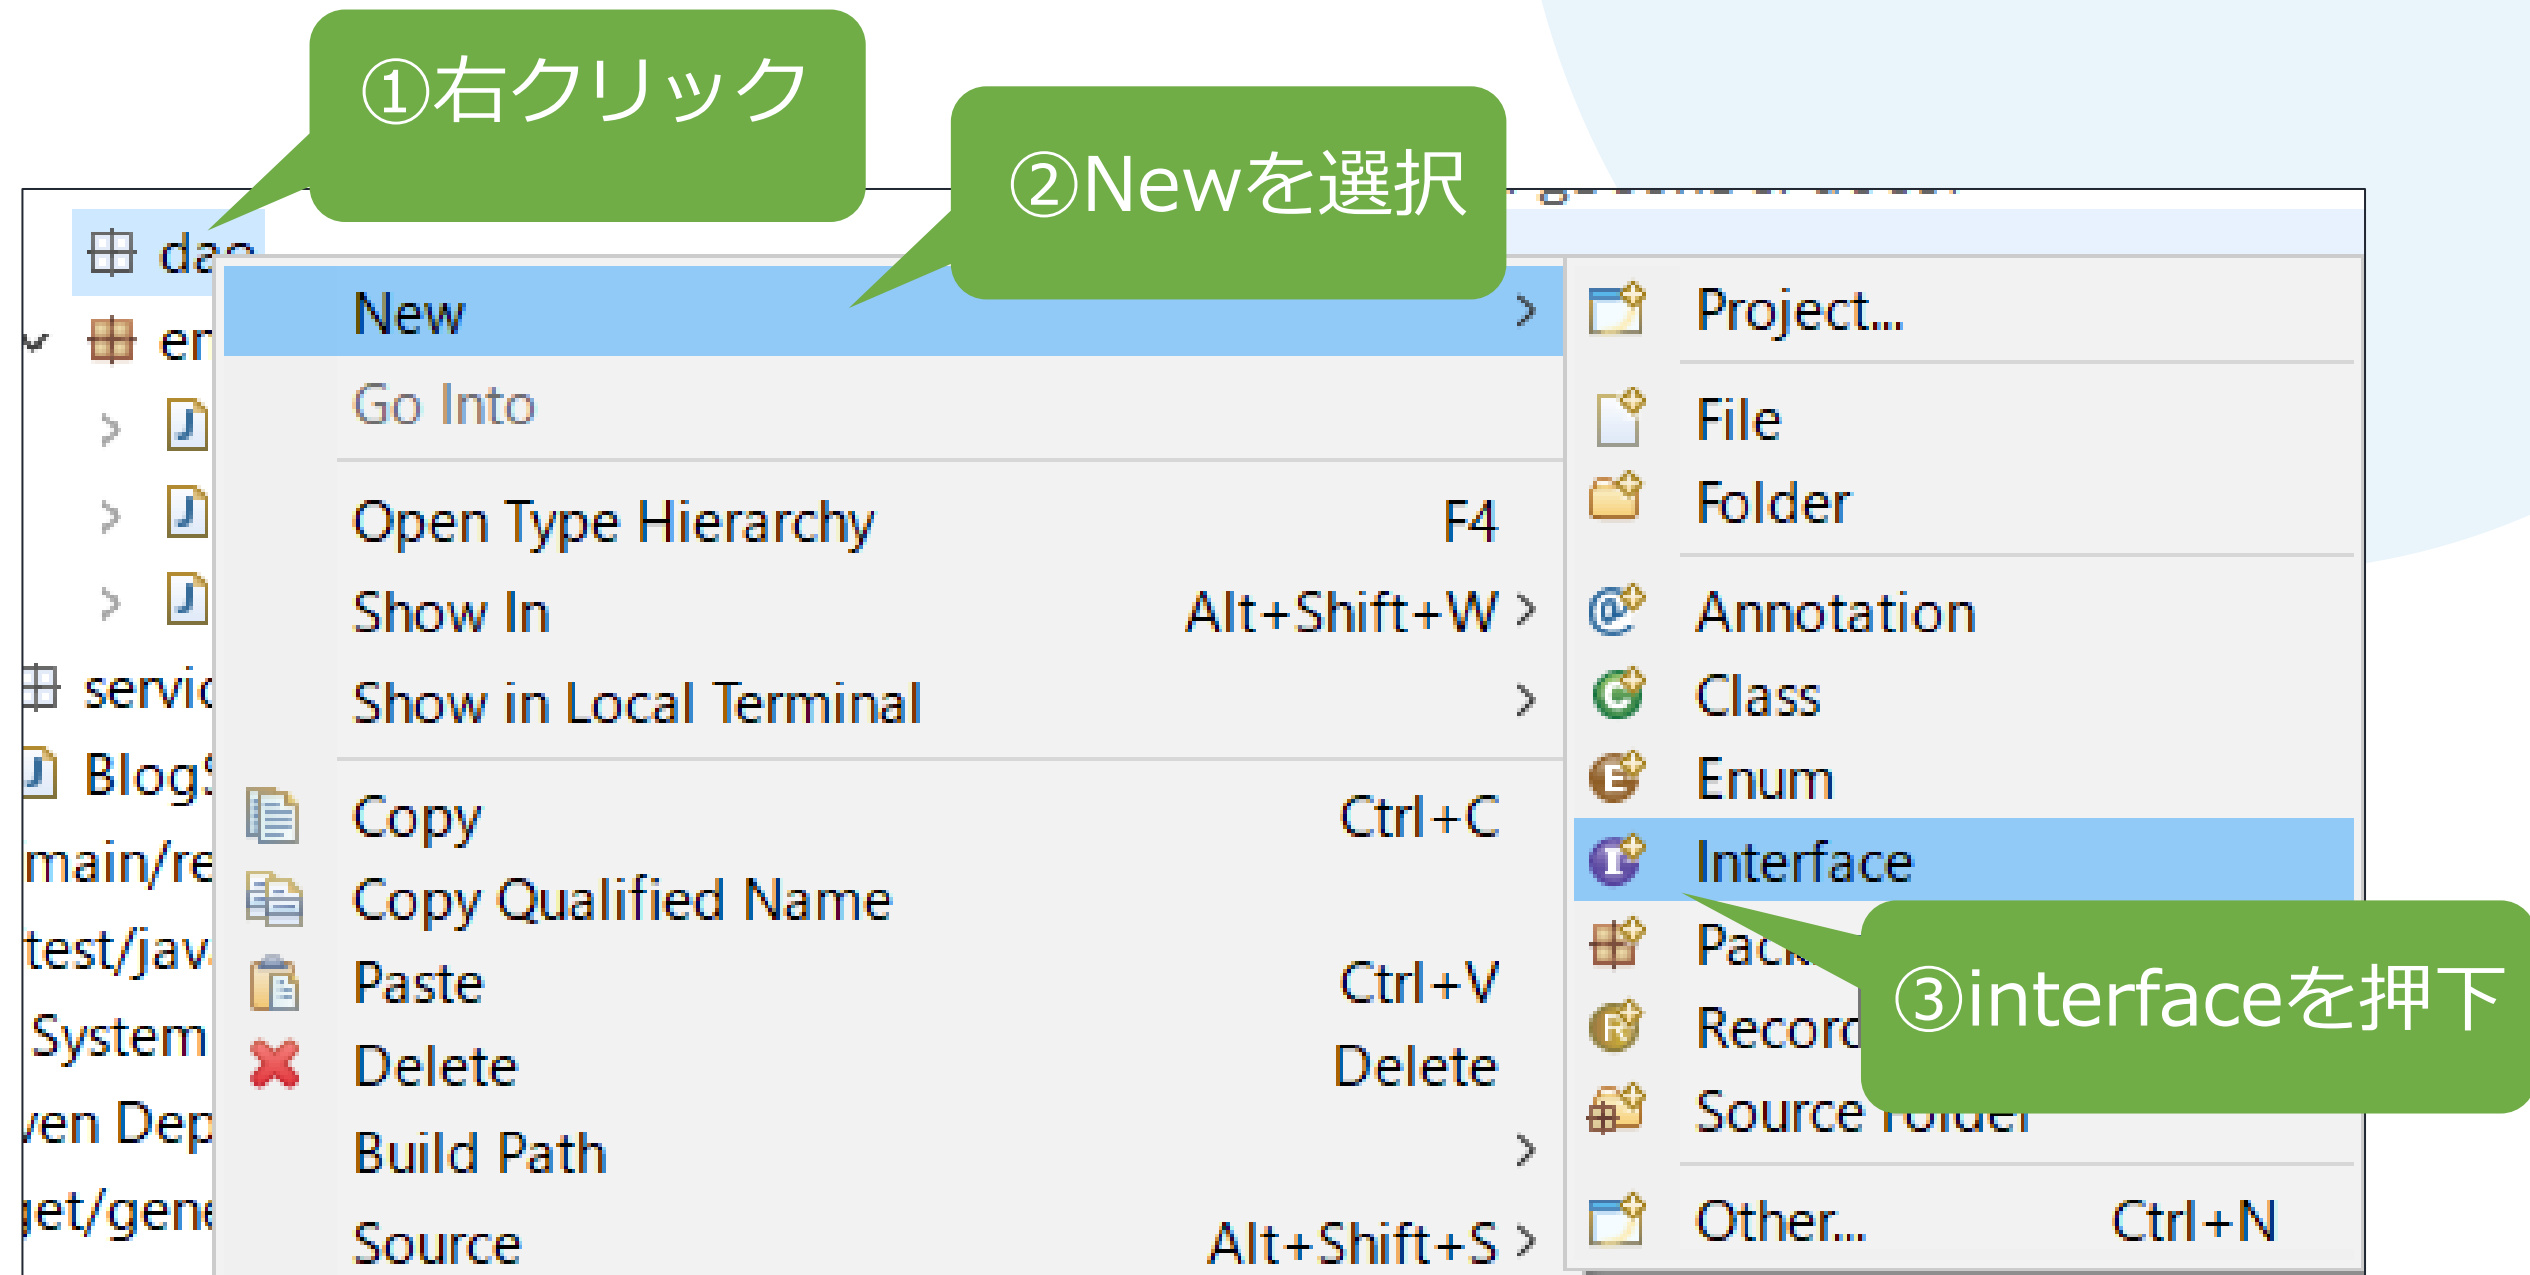 ①右クリック
②Newを選択
New
Go Into
Open Type Hierarchy F4
Show In Alt+Shift+W
Show in Local Terminal
Copy Ctrl+C
Copy Qualified Name
Paste Ctrl+V
Delete Delete
Build Path
Source Alt+Shift+S
Project...
File
Folder
Annotation
Class
Enum
Interface
③interfaceを押下
Source Folder
Other... Ctrl+N
dao
main/re
test/jav
System